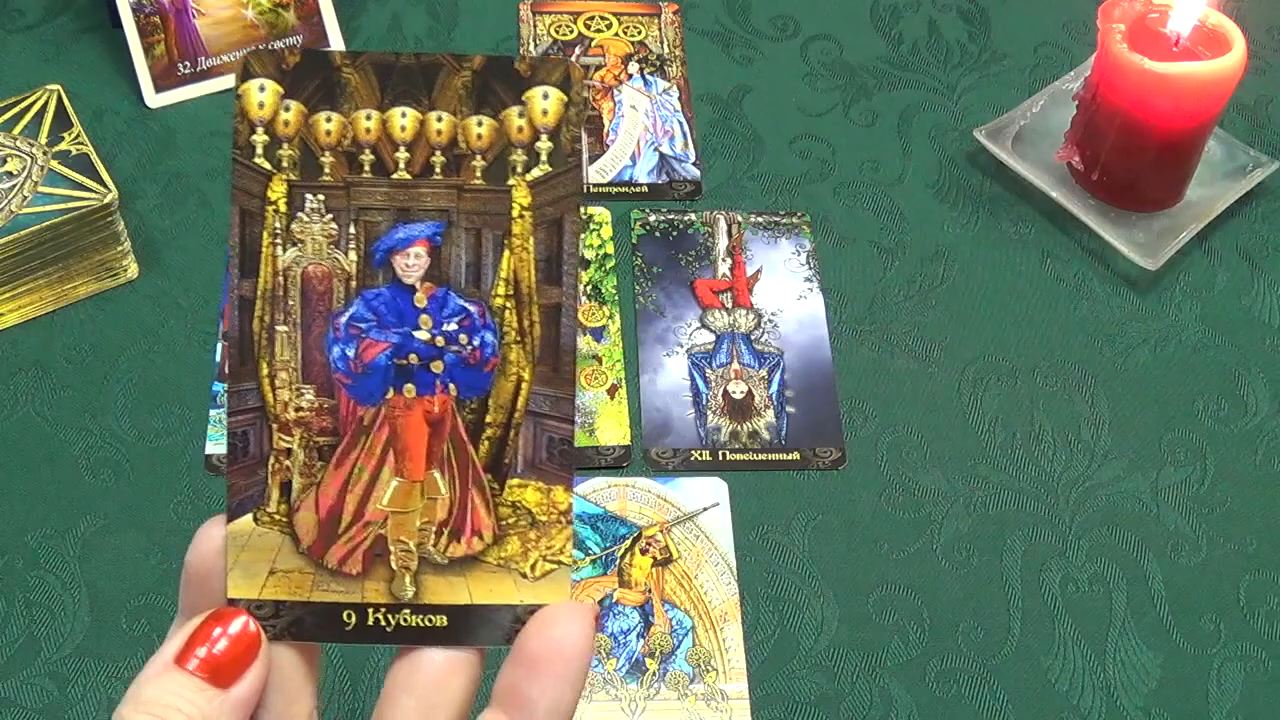 32. Движение к свету
Пентаклей
XII. Повешенный
9 Кубков